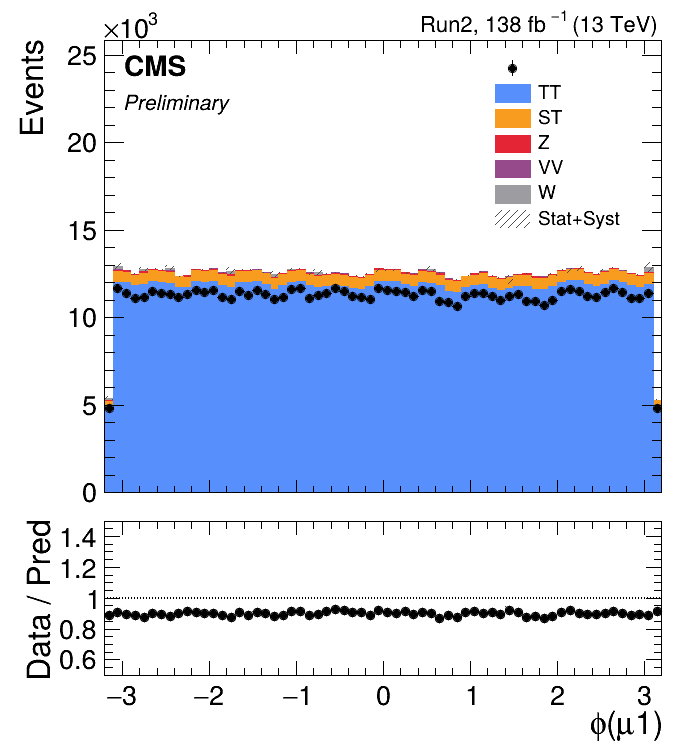 ×10³
Run2, 138 fb⁻¹ (13 TeV)
CMS
Preliminary
TT
ST
Z
VV
W
Stat+Syst
Events
25
20
15
10
5
0
Data / Pred
1.4
1.2
1
0.8
0.6
−3 −2 −1 0 1 2 3
ϕ(μ1)